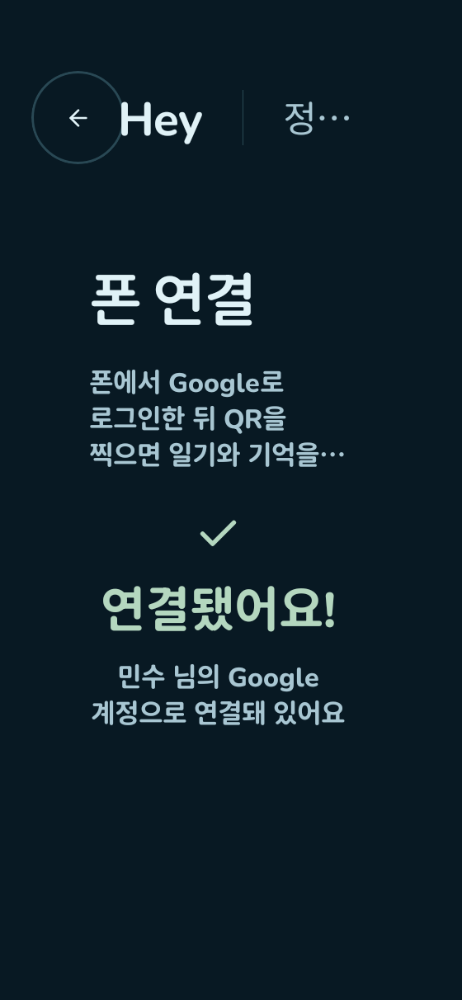 Hey 정…
폰 연결
폰에서 Google로
로그인한 뒤 QR을
찍으면 일기와 기억을…
연결됐어요!
민수 님의 Google
계정으로 연결돼 있어요